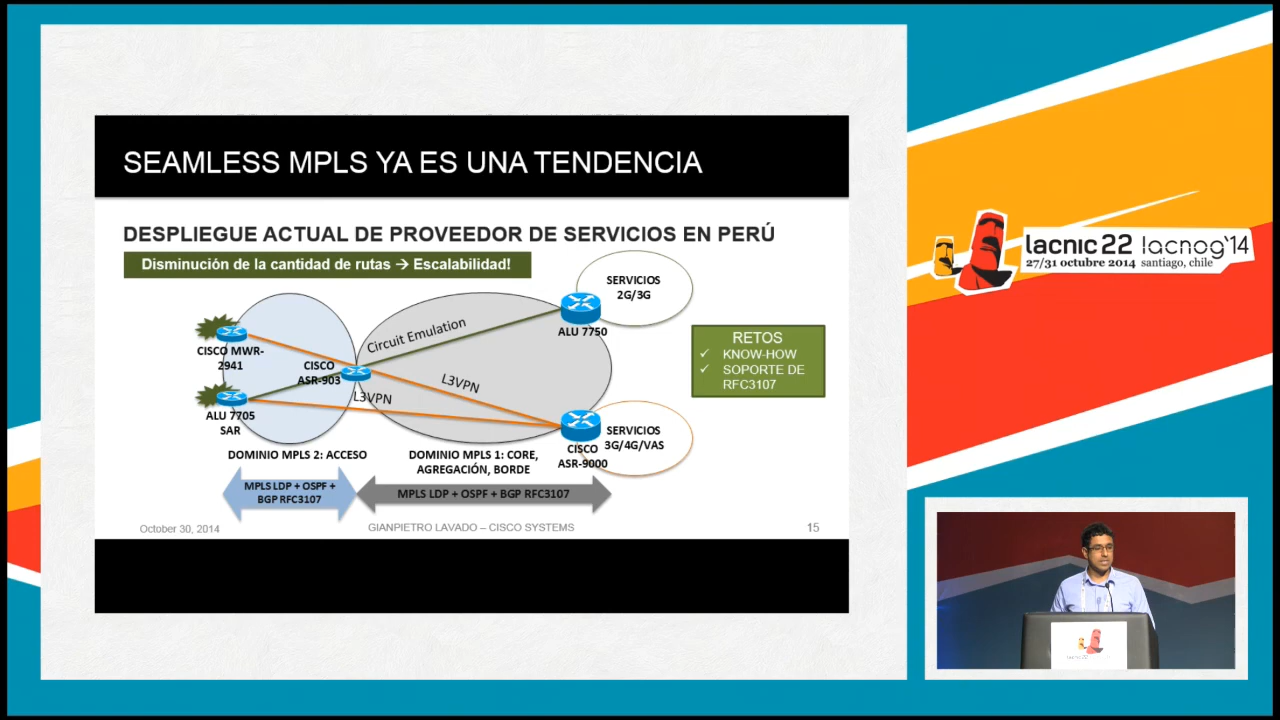 SEAMLESS MPLS YA ES UNA TENDENCIA
DESPLIEGUE ACTUAL DE PROVEEDOR DE SERVICIOS EN PERÚ
Disminución de la cantidad de rutas → Escalabilidad!
SERVICIOS
2G/3G
ALU 7750
Circuit Emulation
CISCO MWR-
2941
CISCO
ASR-903
L3VPN
L3VPN
ALU 7705
SAR
SERVICIOS
3G/4G/VAS
CISCO
ASR-9000
RETOS
✓ KNOW-HOW
✓ SOPORTE DE
RFC3107
DOMINIO MPLS 2: ACCESO
DOMINIO MPLS 1: CORE,
AGREGACIÓN, BORDE
MPLS LDP + OSPF +
BGP RFC3107
MPLS LDP + OSPF + BGP RFC3107
October 30, 2014
GIANPIETRO LAVADO – CISCO SYSTEMS
15
lacnic 22 lacnog'14
27/31 octubre 2014 santiago, chile